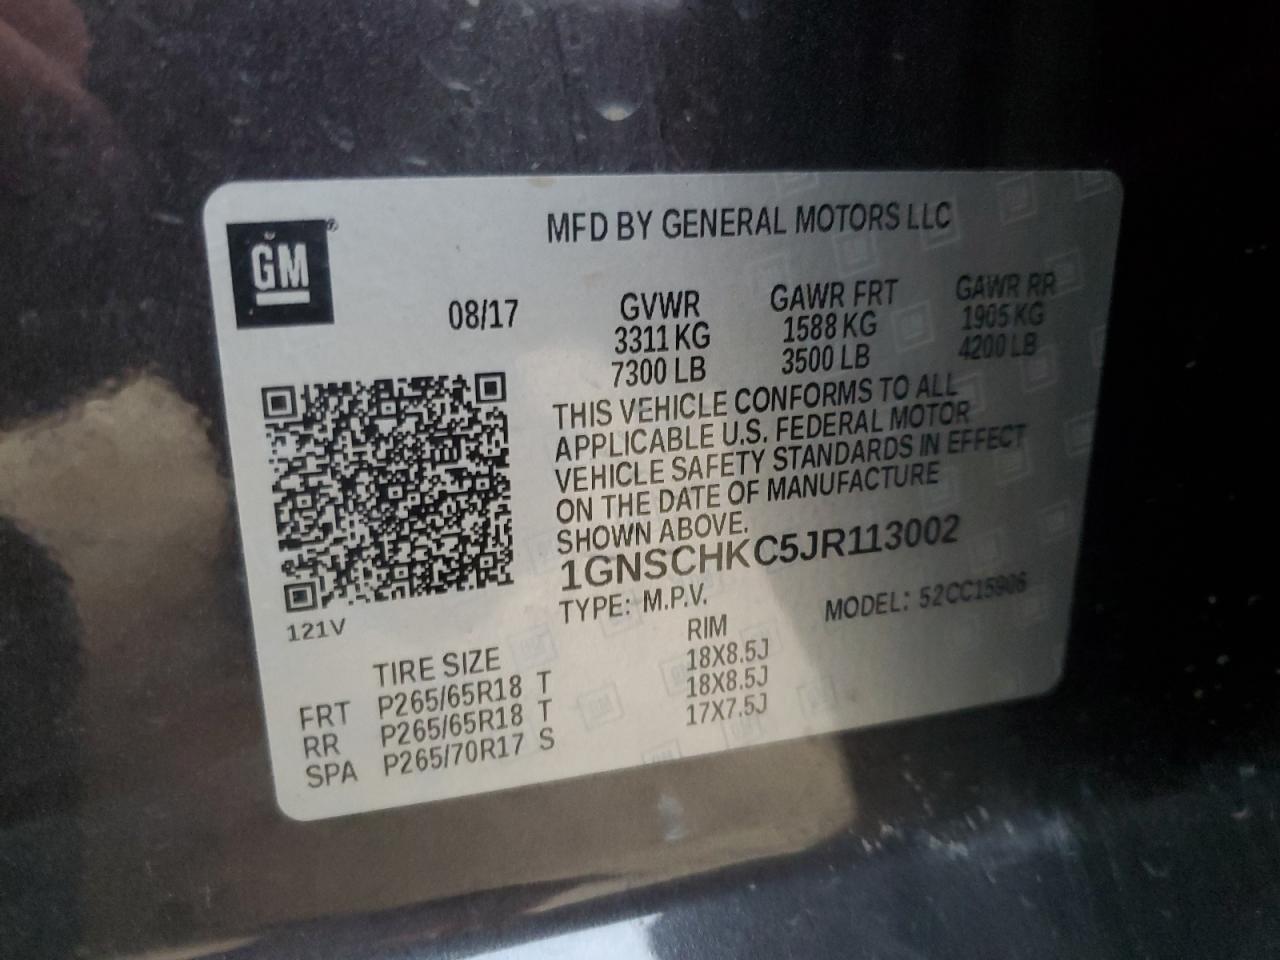 GM
MFD BY GENERAL MOTORS LLC
08/17
GVWR GAWR FRT GAWR RR
3311 KG 1588 KG 1905 KG
7300 LB 3500 LB 4200 LB
THIS VEHICLE CONFORMS TO ALL
APPLICABLE U.S. FEDERAL MOTOR
VEHICLE SAFETY STANDARDS IN EFFECT
ON THE DATE OF MANUFACTURE
SHOWN ABOVE.
1GNSCHKC5JR113002
TYPE: M.P.V. MODEL: 52CC15906
121V
TIRE SIZE RIM
FRT P265/65R18 T 18X8.5J
RR P265/65R18 T 18X8.5J
SPA P265/70R17 S 17X7.5J